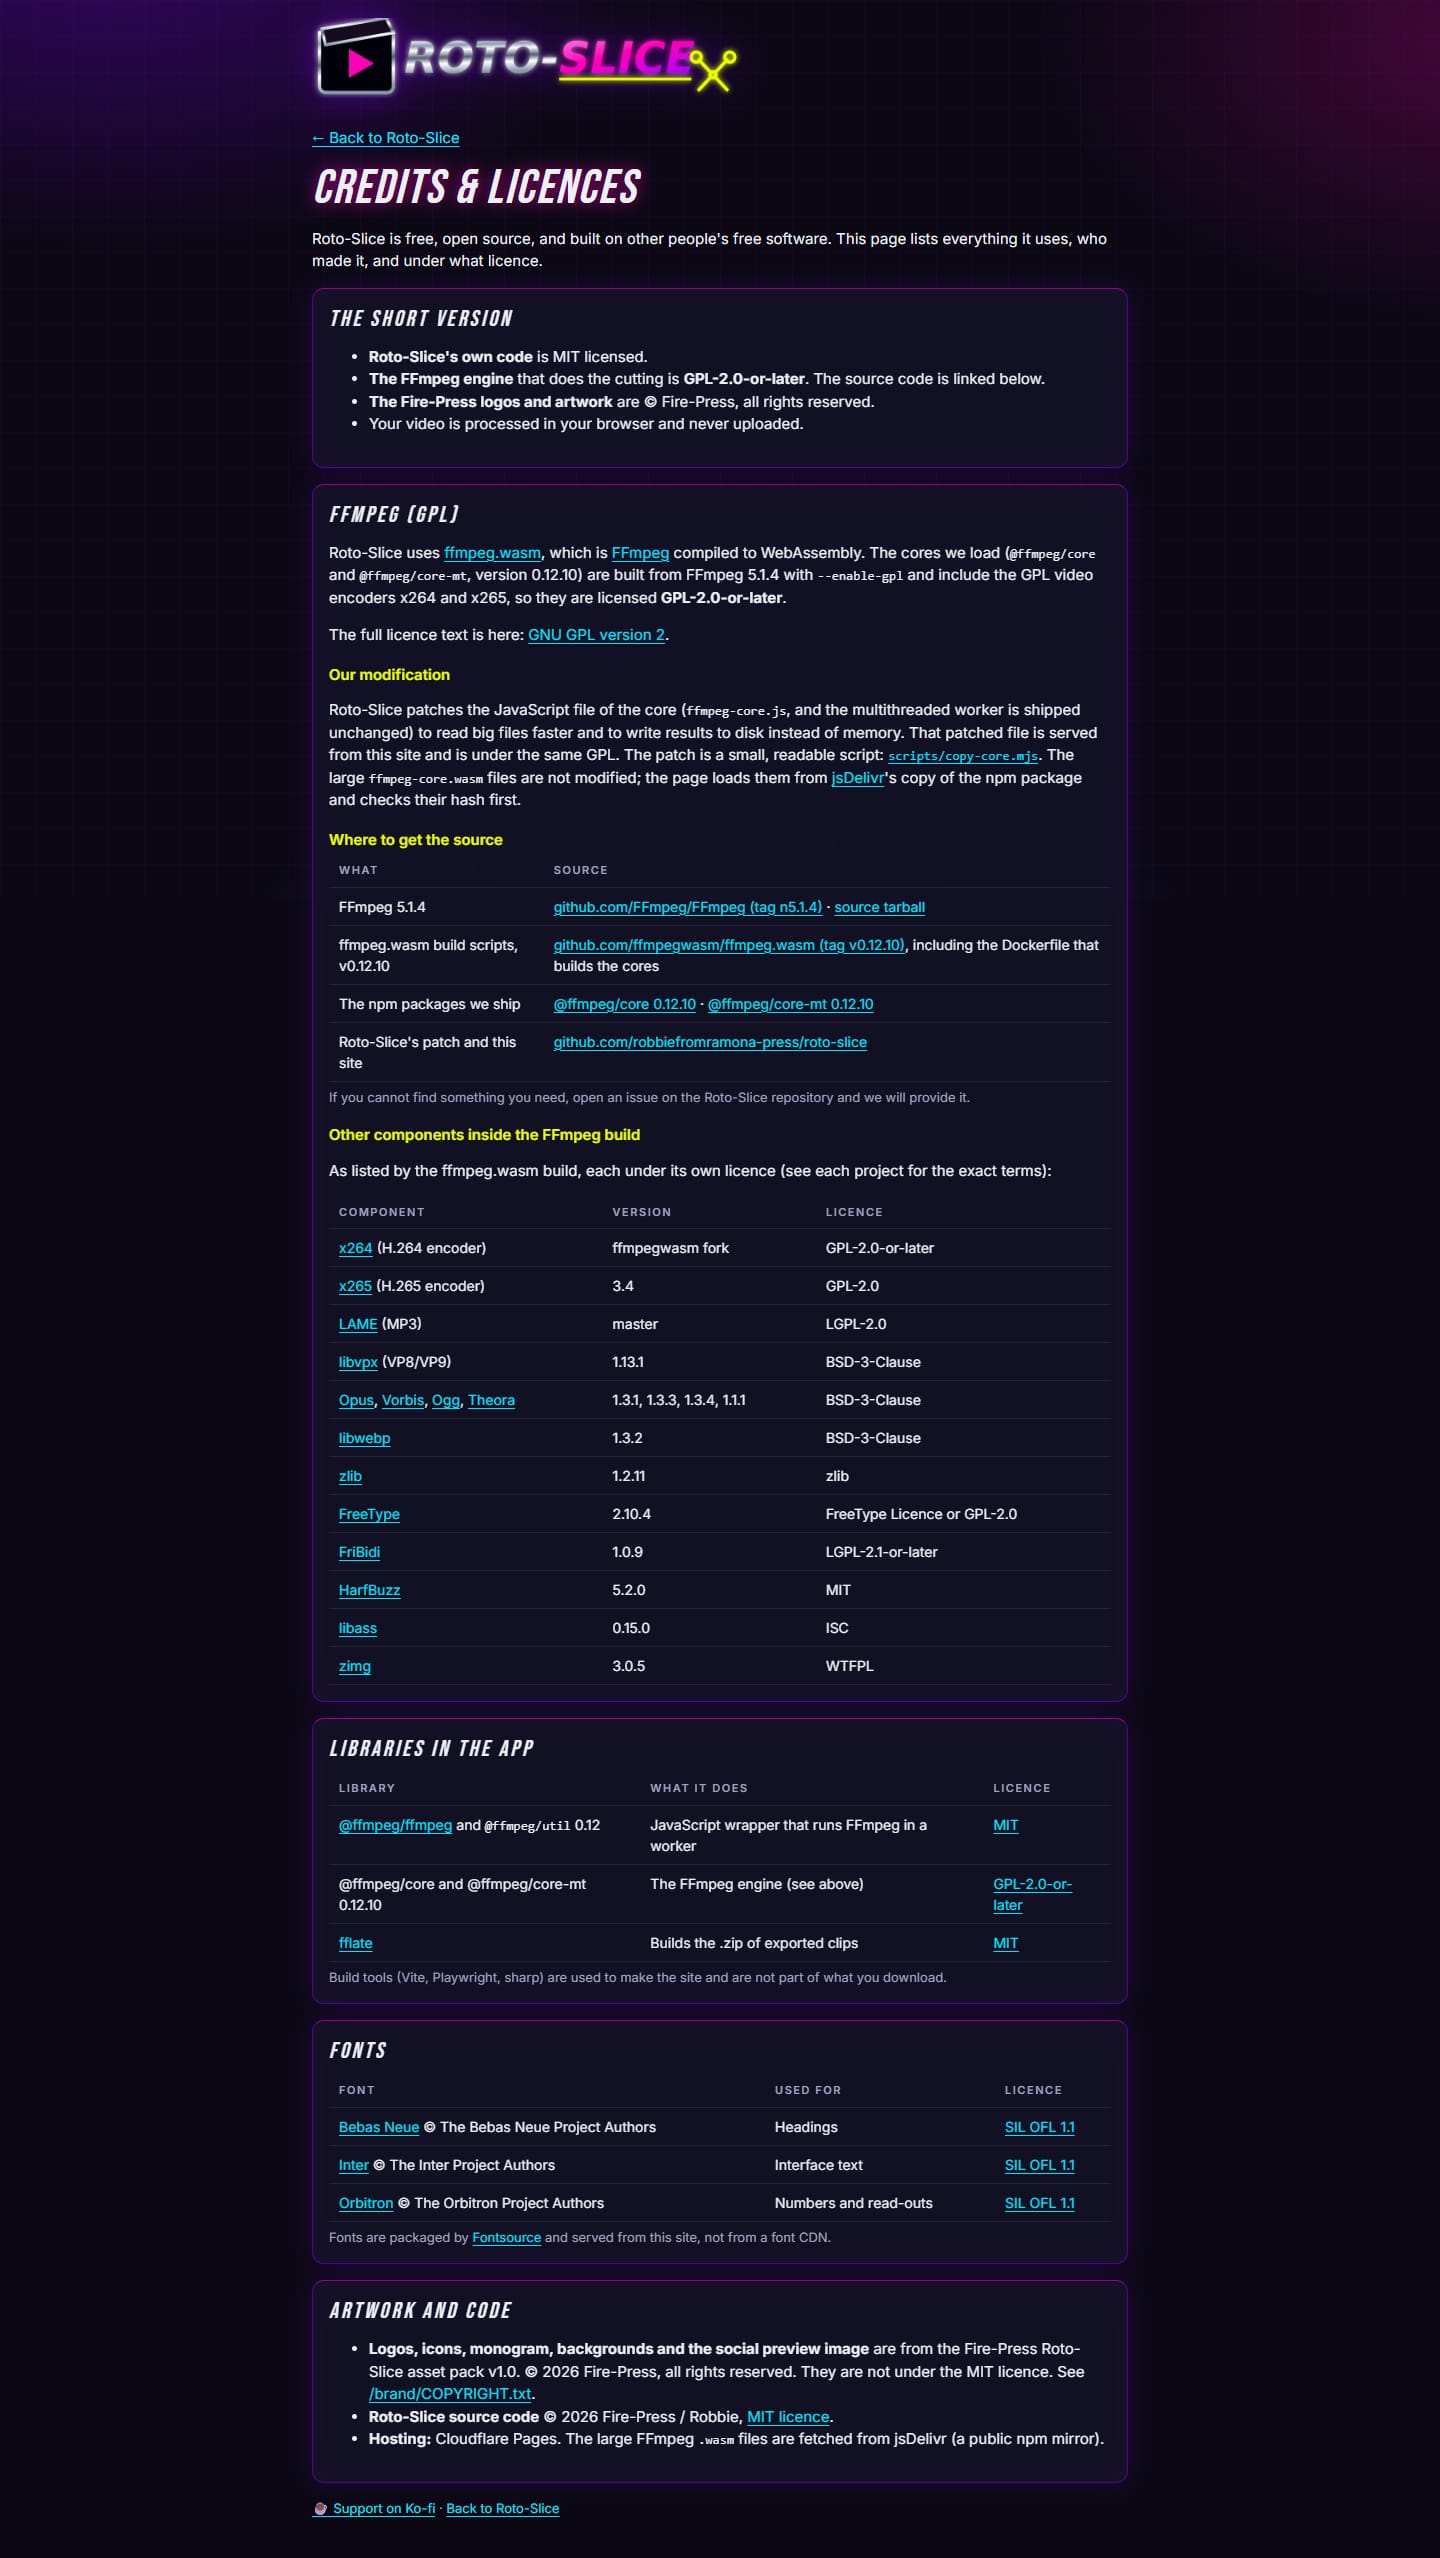 ROTO-SLICE
← Back to Roto-Slice
CREDITS & LICENCES
Roto-Slice is free, open source, and built on other people's free software. This page lists everything it uses, who
made it, and under what licence.
THE SHORT VERSION
• Roto-Slice's own code is MIT licensed.
• The FFmpeg engine that does the cutting is GPL-2.0-or-later. The source code is linked below.
• The Fire-Press logos and artwork are © Fire-Press, all rights reserved.
• Your video is processed in your browser and never uploaded.
FFMPEG (GPL)
Roto-Slice uses ffmpeg.wasm, which is FFmpeg compiled to WebAssembly. The cores we load (@ffmpeg/core
and @ffmpeg/core-mt, version 0.12.10) are built from FFmpeg 5.1.4 with --enable-gpl and include the GPL video
encoders x264 and x265, so they are licensed GPL-2.0-or-later.
The full licence text is here: GNU GPL version 2.
Our modification
Roto-Slice patches the JavaScript file of the core (ffmpeg-core.js, and the multithreaded worker is shipped
unchanged) to read big files faster and to write results to disk instead of memory. That patched file is served
from this site and is under the same GPL. The patch is a small, readable script: scripts/copy-core.mjs. The
large ffmpeg-core.wasm files are not modified; the page loads them from jsDelivr's copy of the npm package
and checks their hash first.
Where to get the source
WHAT SOURCE
FFmpeg 5.1.4 github.com/FFmpeg/FFmpeg (tag n5.1.4) · source tarball
ffmpeg.wasm build scripts, github.com/ffmpegwasm/ffmpeg.wasm (tag v0.12.10), including the Dockerfile that
v0.12.10 builds the cores
The npm packages we ship @ffmpeg/core 0.12.10 · @ffmpeg/core-mt 0.12.10
Roto-Slice's patch and this github.com/robbiefromramona-press/roto-slice
site
If you cannot find something you need, open an issue on the Roto-Slice repository and we will provide it.
Other components inside the FFmpeg build
As listed by the ffmpeg.wasm build, each under its own licence (see each project for the exact terms):
COMPONENT VERSION LICENCE
x264 (H.264 encoder) ffmpegwasm fork GPL-2.0-or-later
x265 (H.265 encoder) 3.4 GPL-2.0
LAME (MP3) master LGPL-2.0
libvpx (VP8/VP9) 1.13.1 BSD-3-Clause
Opus, Vorbis, Ogg, Theora 1.3.1, 1.3.3, 1.3.4, 1.1.1 BSD-3-Clause
libwebp 1.3.2 BSD-3-Clause
zlib 1.2.11 zlib
FreeType 2.10.4 FreeType Licence or GPL-2.0
FriBidi 1.0.9 LGPL-2.1-or-later
HarfBuzz 5.2.0 MIT
libass 0.15.0 ISC
zimg 3.0.5 WTFPL
LIBRARIES IN THE APP
LIBRARY WHAT IT DOES LICENCE
@ffmpeg/ffmpeg and @ffmpeg/util 0.12 JavaScript wrapper that runs FFmpeg in a MIT
worker
@ffmpeg/core and @ffmpeg/core-mt The FFmpeg engine (see above) GPL-2.0-or-
0.12.10 later
fflate Builds the .zip of exported clips MIT
Build tools (Vite, Playwright, sharp) are used to make the site and are not part of what you download.
FONTS
FONT USED FOR LICENCE
Bebas Neue © The Bebas Neue Project Authors Headings SIL OFL 1.1
Inter © The Inter Project Authors Interface text SIL OFL 1.1
Orbitron © The Orbitron Project Authors Numbers and read-outs SIL OFL 1.1
Fonts are packaged by Fontsource and served from this site, not from a font CDN.
ARTWORK AND CODE
• Logos, icons, monogram, backgrounds and the social preview image are from the Fire-Press Roto-
Slice asset pack v1.0. © 2026 Fire-Press, all rights reserved. They are not under the MIT licence. See
/brand/COPYRIGHT.txt.
• Roto-Slice source code © 2026 Fire-Press / Robbie, MIT licence.
• Hosting: Cloudflare Pages. The large FFmpeg .wasm files are fetched from jsDelivr (a public npm mirror).
Support on Ko-fi · Back to Roto-Slice